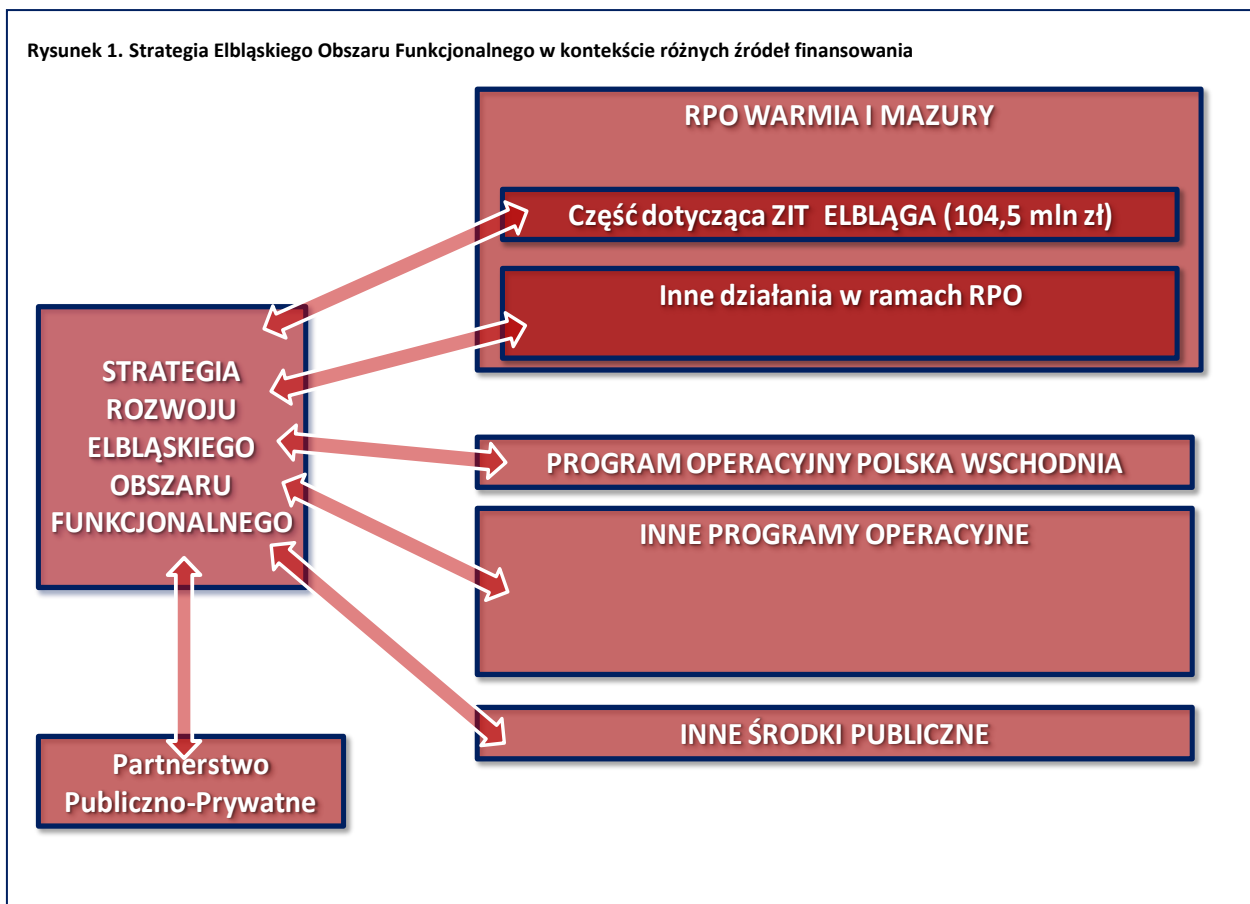 Rysunek 1. Strategia Elbląskiego Obszaru Funkcjonalnego w kontekście różnych źródeł finansowania
RPO WARMIA I MAZURY
Część dotycząca ZIT ELBLĄGA (104,5 mln zł)
Inne działania w ramach RPO
STRATEGIA
ROZWOJU
ELBLĄSKIEGO
OBSZARU
FUNKCJONALNEGO
PROGRAM OPERACYJNY POLSKA WSCHODNIA
INNE PROGRAMY OPERACYJNE
INNE ŚRODKI PUBLICZNE
Partnerstwo
Publiczno-Prywatne